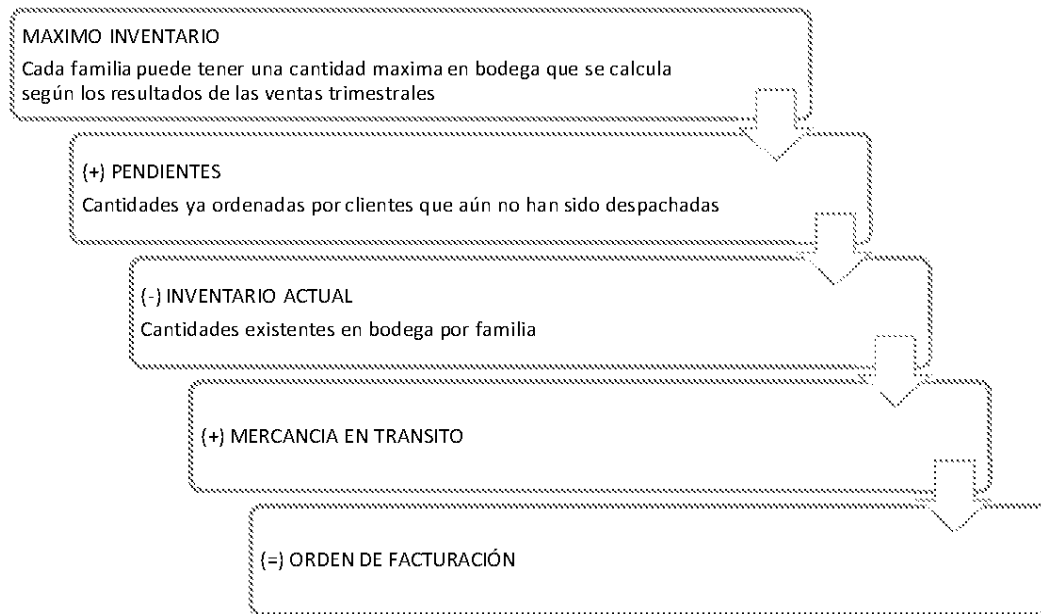 MAXIMO INVENTARIO
Cada familia puede tener una cantidad maxima en bodega que se calcula
según los resultados de las ventas trimestrales
(+) PENDIENTES
Cantidades ya ordenadas por clientes que aún no han sido despachadas
(-) INVENTARIO ACTUAL
Cantidades existentes en bodega por familia
(+) MERCANCIA EN TRANSITO
(=) ORDEN DE FACTURACIÓN